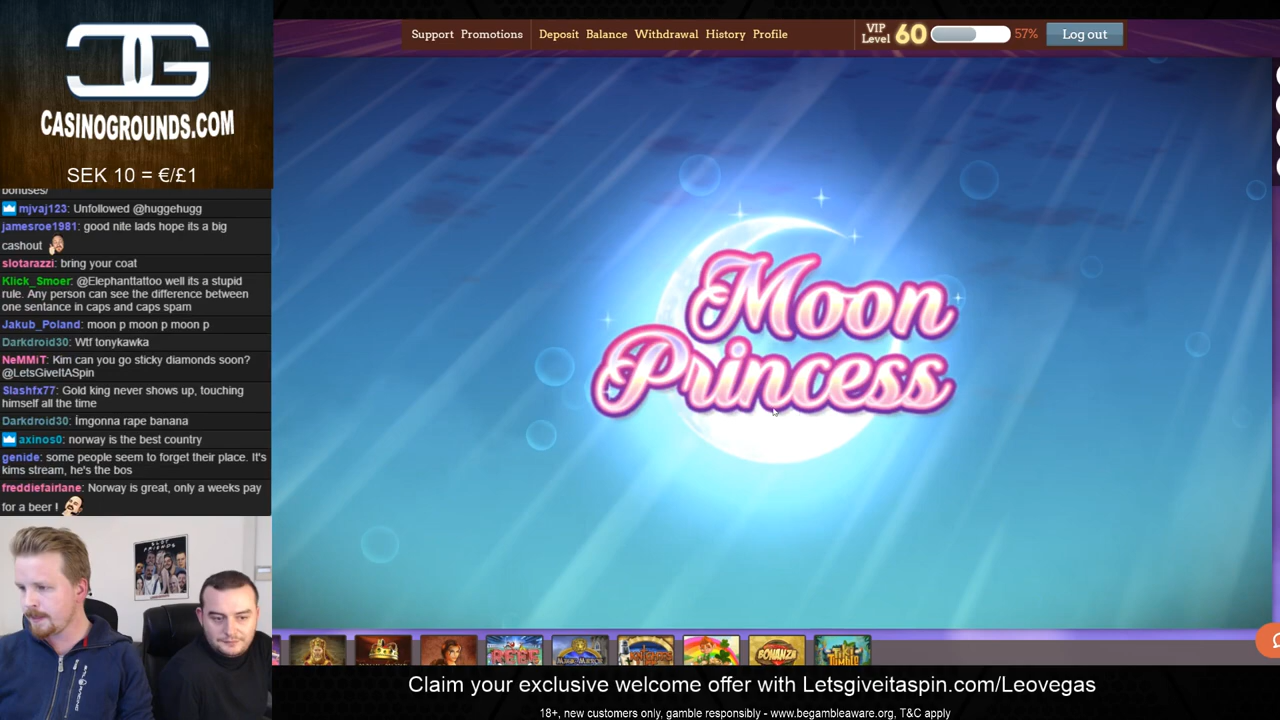 Support Promotions Deposit Balance Withdrawal History Profile
VIP Level 60 57% Log out
CG
CASINOGROUNDS.COM
SEK 10 = €/£1
bonuses/
mjvaj123: Unfollowed @huggehugg
jamesroe1981: good nite lads hope its a big
cashout
slotarazzi: bring your coat
Klick_Smoer: @Elephanttattoo well its a stupid
rule. Any person can see the difference between
one sentance in caps and caps spam
Jakub_Poland: moon p moon p moon p
Darkdroid30: Wtf tonykawka
NeMMiT: Kim can you go sticky diamonds soon?
@LetsGiveItASpin
Slashfx77: Gold king never shows up, touching
himself all the time
Darkdroid30: Ímgonna rape banana
axinos0: norway is the best country
genide: some people seem to forget their place. It's
kims stream, he's the bos
freddiefairlane: Norway is great, only a weeks pay
for a beer !
Moon
Princess
SLOT FRIENDS
BONANZA
Claim your exclusive welcome offer with Letsgiveitaspin.com/Leovegas
18+, new customers only, gamble responsibly - www.begambleaware.org, T&C apply